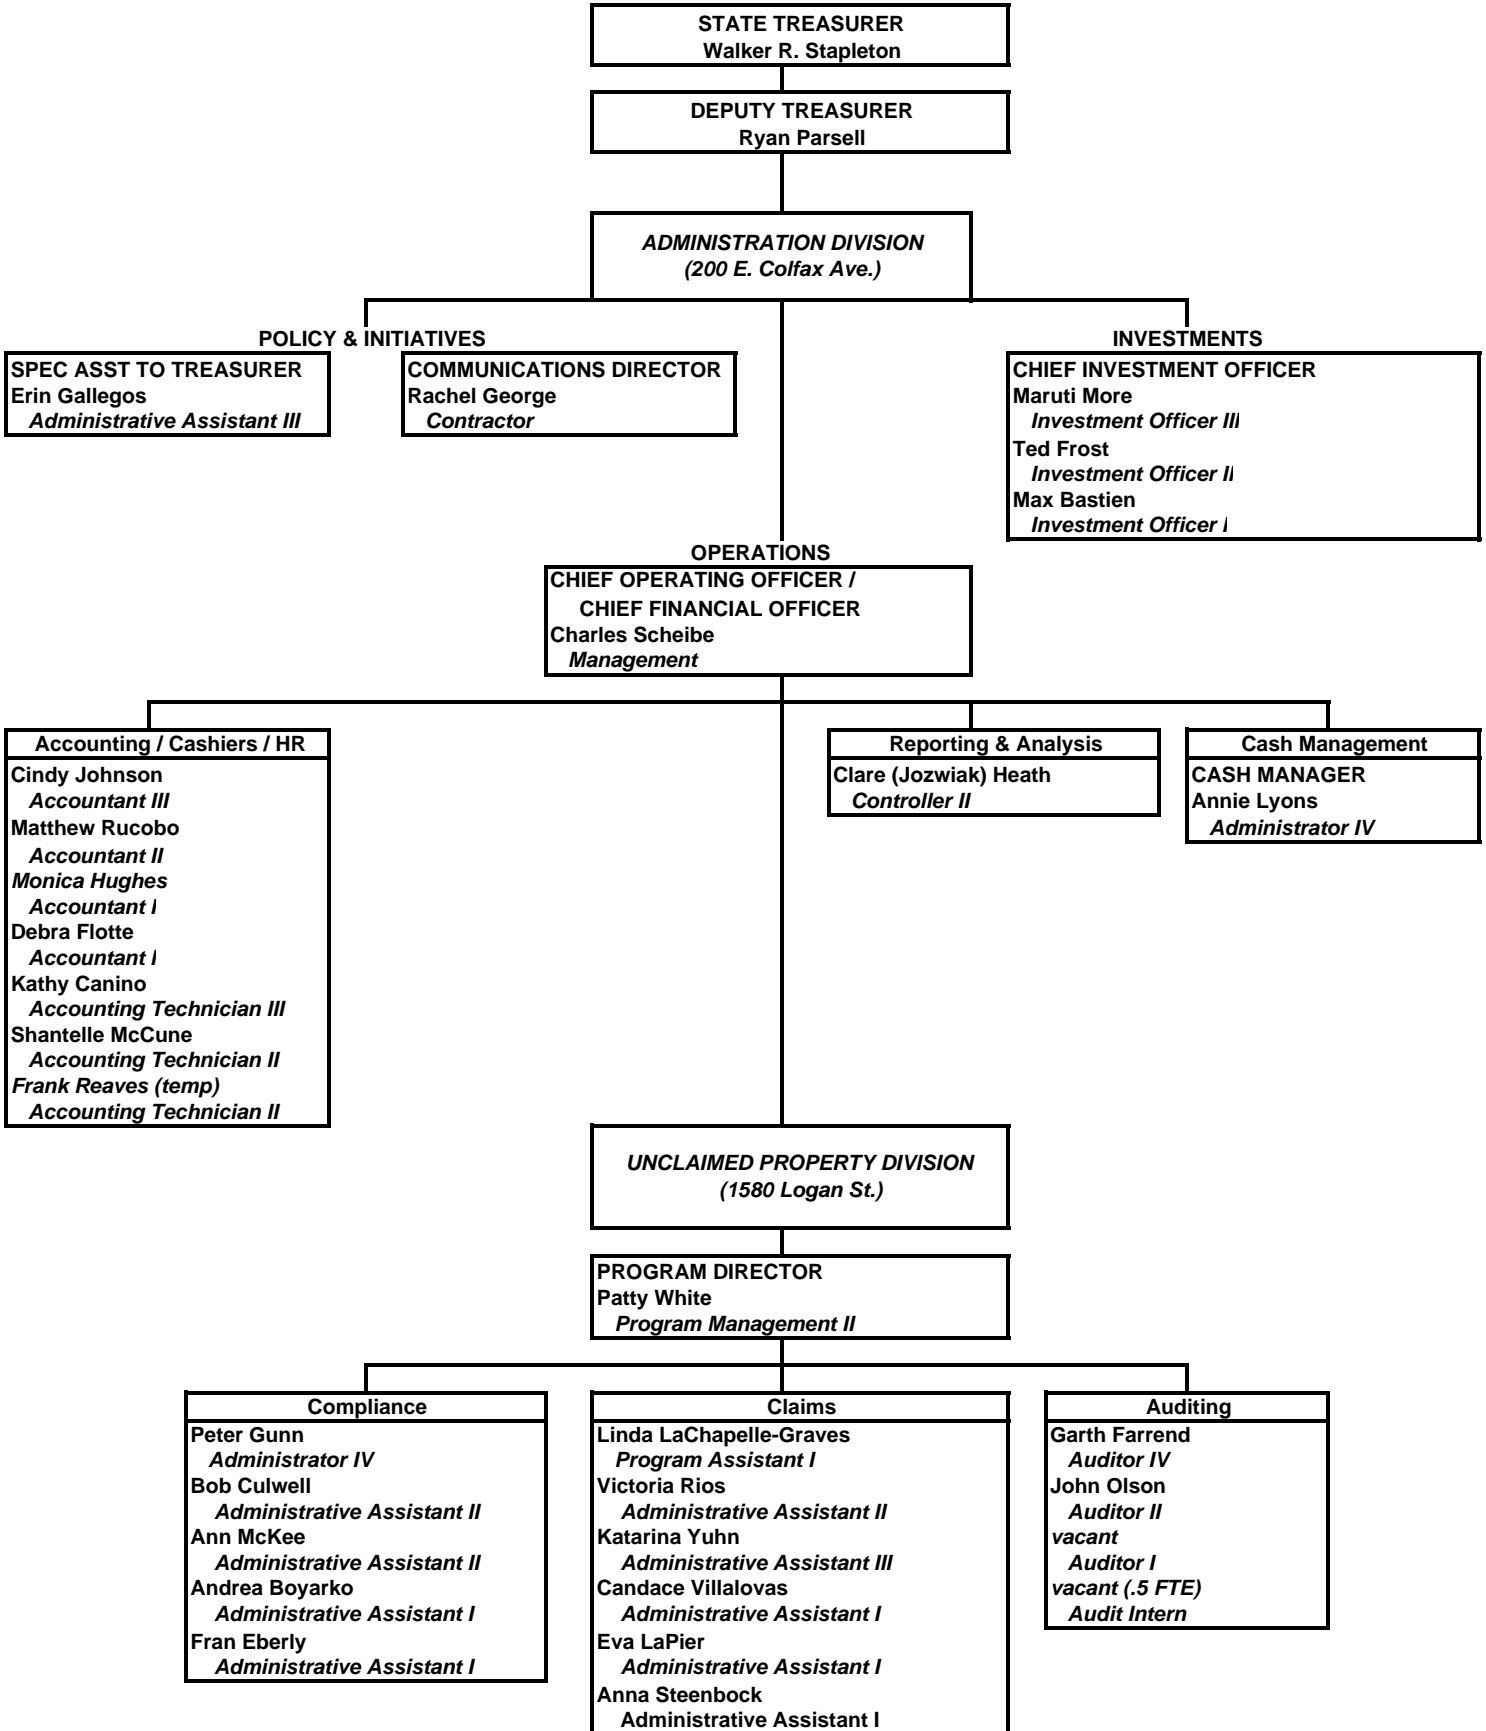 STATE TREASURER
Walker R. Stapleton
DEPUTY TREASURER
Ryan Parsell
ADMINISTRATION DIVISION
(200 E. Colfax Ave.)
POLICY & INITIATIVES
SPEC ASST TO TREASURER
Erin Gallegos
Administrative Assistant III
COMMUNICATIONS DIRECTOR
Rachel George
Contractor
INVESTMENTS
CHIEF INVESTMENT OFFICER
Maruti More
Investment Officer III
Ted Frost
Investment Officer II
Max Bastien
Investment Officer I
OPERATIONS
CHIEF OPERATING OFFICER /
CHIEF FINANCIAL OFFICER
Charles Scheibe
Management
Accounting / Cashiers / HR
Cindy Johnson
Accountant III
Matthew Rucobo
Accountant II
Monica Hughes
Accountant I
Debra Flotte
Accountant I
Kathy Canino
Accounting Technician III
Shantelle McCune
Accounting Technician II
Frank Reaves (temp)
Accounting Technician II
Reporting & Analysis
Clare (Jozwiak) Heath
Controller II
Cash Management
CASH MANAGER
Annie Lyons
Administrator IV
UNCLAIMED PROPERTY DIVISION
(1580 Logan St.)
PROGRAM DIRECTOR
Patty White
Program Management II
Compliance
Peter Gunn
Administrator IV
Bob Culwell
Administrative Assistant II
Ann McKee
Administrative Assistant II
Andrea Boyarko
Administrative Assistant I
Fran Eberly
Administrative Assistant I
Claims
Linda LaChapelle-Graves
Program Assistant I
Victoria Rios
Administrative Assistant II
Katarina Yuhn
Administrative Assistant III
Candace Villalovas
Administrative Assistant I
Eva LaPier
Administrative Assistant I
Anna Steenbock
Administrative Assistant I
Auditing
Garth Farrend
Auditor IV
John Olson
Auditor II
vacant
Auditor I
vacant (.5 FTE)
Audit Intern